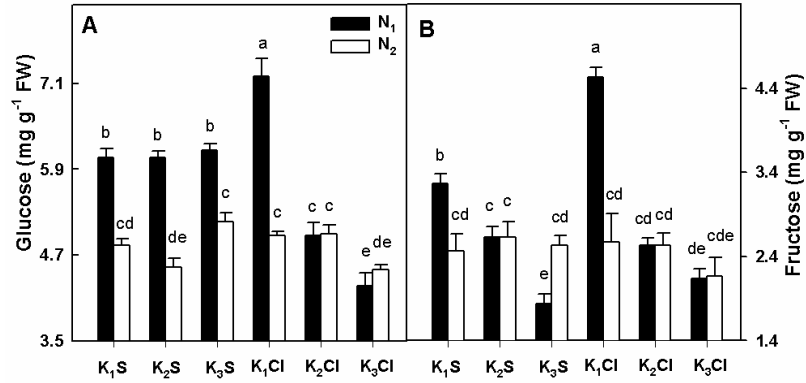 A
N₁
N₂
B
Glucose (mg g⁻¹ FW)
7.1
5.9
4.7
3.5
b
cd
b
de
b
c
a
c
c
c
e
de
K₁S
K₂S
K₃S
K₁Cl
K₂Cl
K₃Cl
b
cd
c
c
e
cd
a
cd
cd
cd
de
cde
K₁S
K₂S
K₃S
K₁Cl
K₂Cl
K₃Cl
4.4
3.4
2.4
1.4
Fructose (mg g⁻¹ FW)